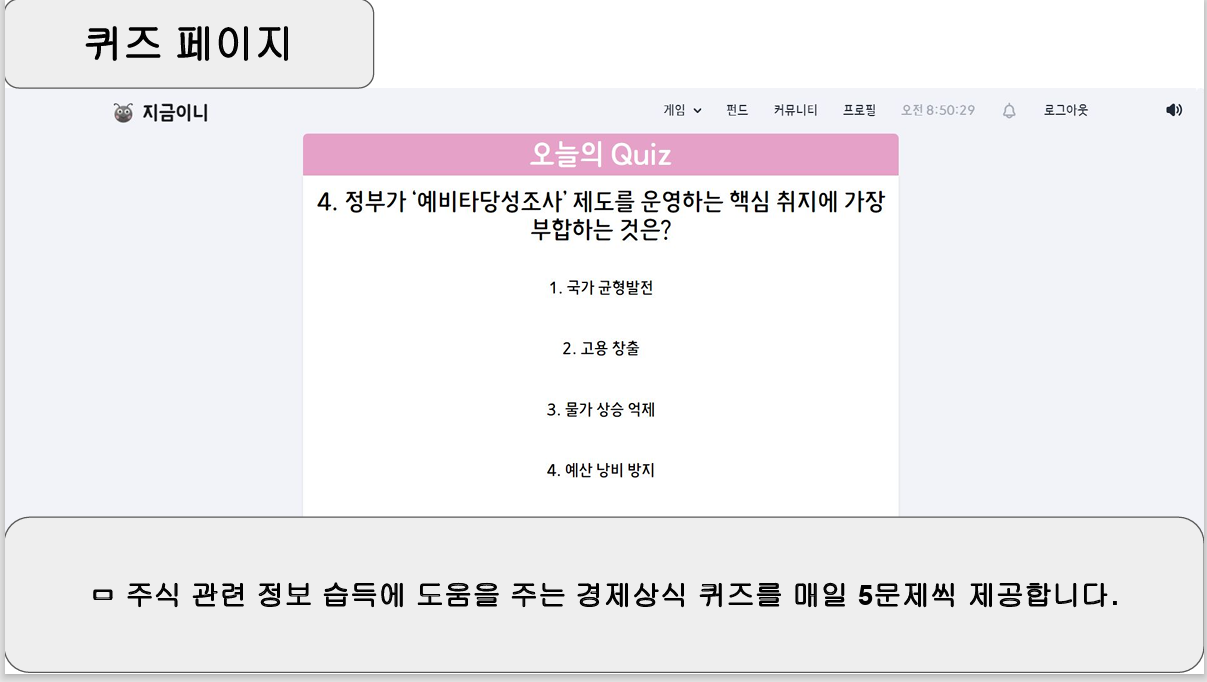 퀴즈 페이지
지금이니
게임 펀드 커뮤니티 프로필 오전 8:50:29 로그아웃
오늘의 Quiz
4. 정부가 ‘예비타당성조사’ 제도를 운영하는 핵심 취지에 가장
부합하는 것은?
1. 국가 균형발전
2. 고용 창출
3. 물가 상승 억제
4. 예산 낭비 방지
ㅁ 주식 관련 정보 습득에 도움을 주는 경제상식 퀴즈를 매일 5문제씩 제공합니다.